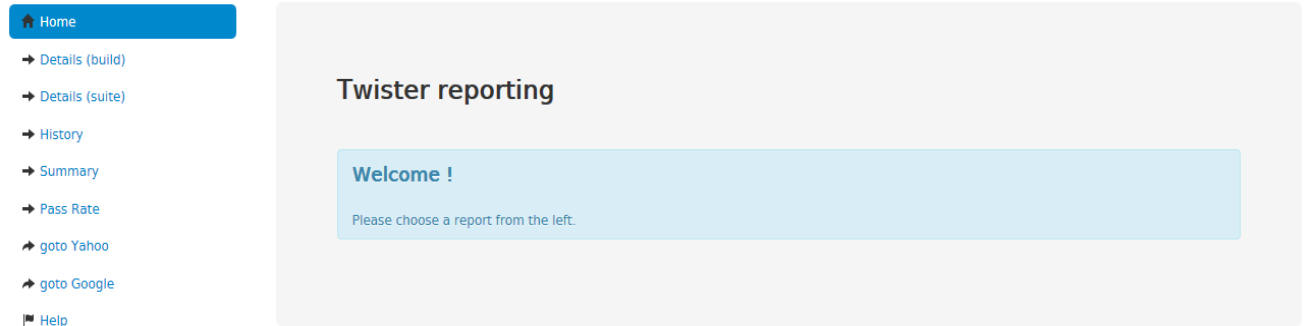 Home
Details (build)
Details (suite)
History
Summary
Pass Rate
goto Yahoo
goto Google
Help
Twister reporting
Welcome !
Please choose a report from the left.